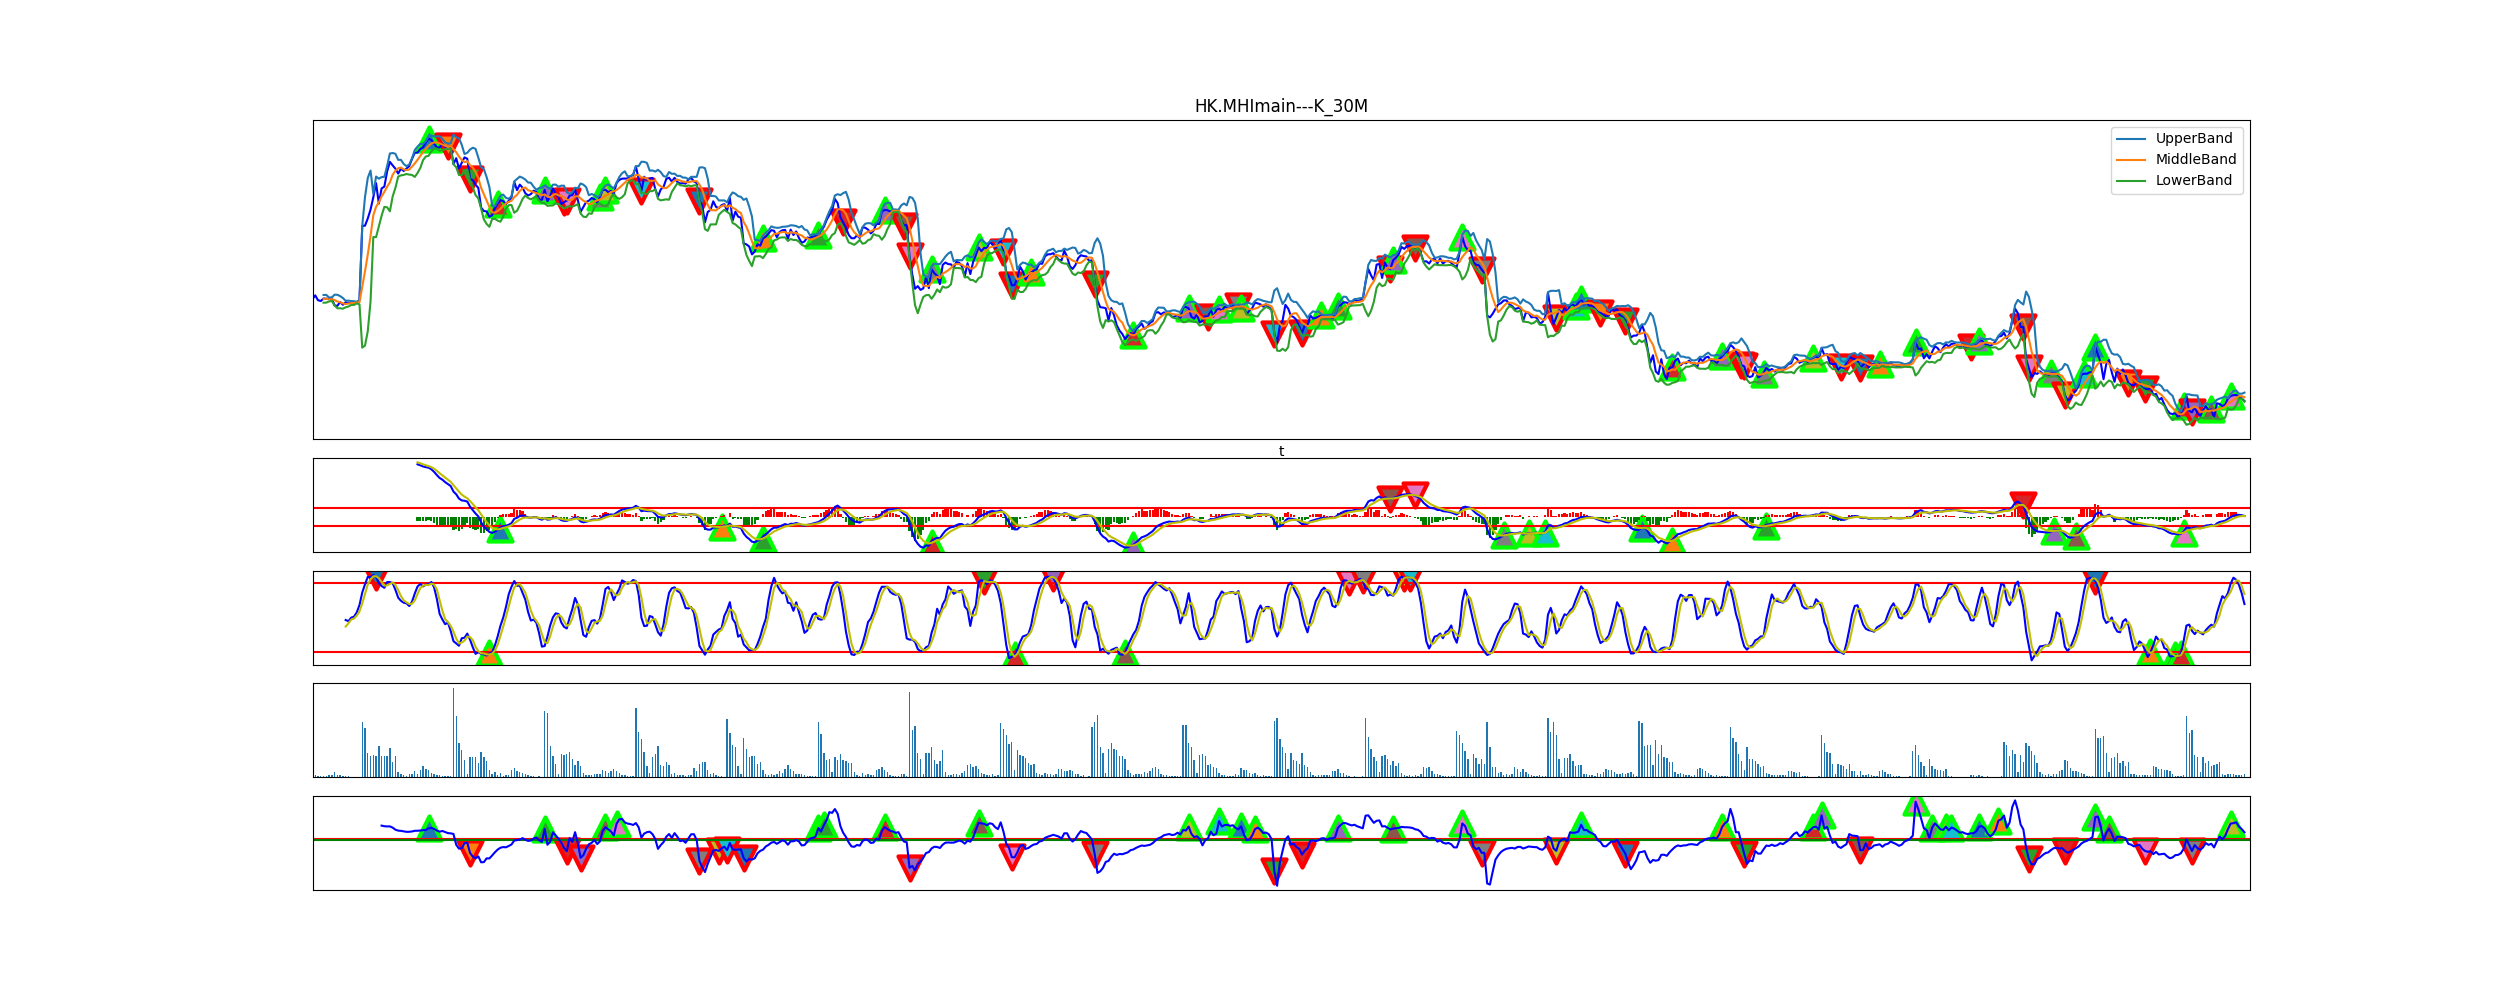 HK.MHImain---K_30M
UpperBand
MiddleBand
LowerBand
t